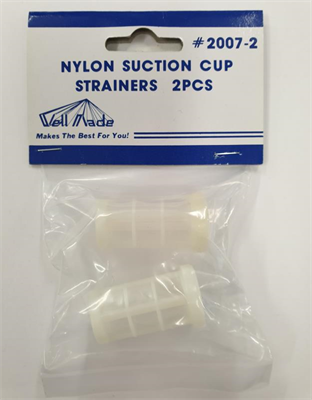 #2007-2
NYLON SUCTION CUP
STRAINERS 2PCS
Well Made
Makes The Best For You!